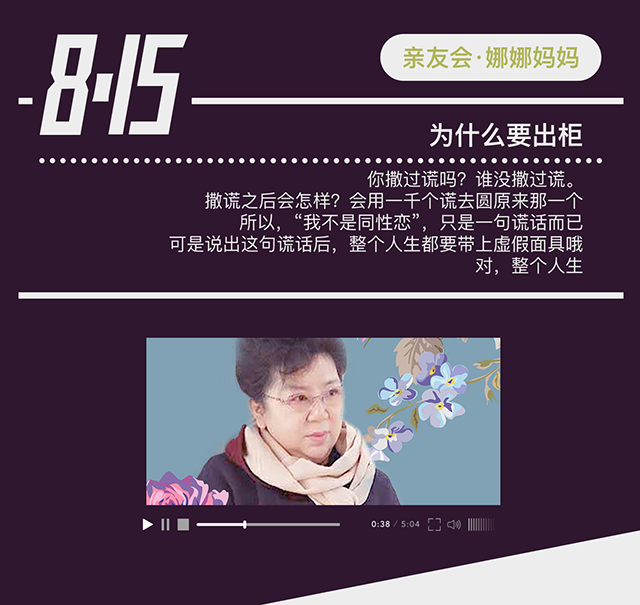 8·15
亲友会·娜娜妈妈
为什么要出柜
你撒过谎吗？谁没撒过谎。
撒谎之后会怎样？会用一千个谎去圆原来那一个
所以，“我不是同性恋”，只是一句谎话而已
可是说出这句谎话后，整个人生都要带上虚假面具哦
对，整个人生
0:38 / 5:04